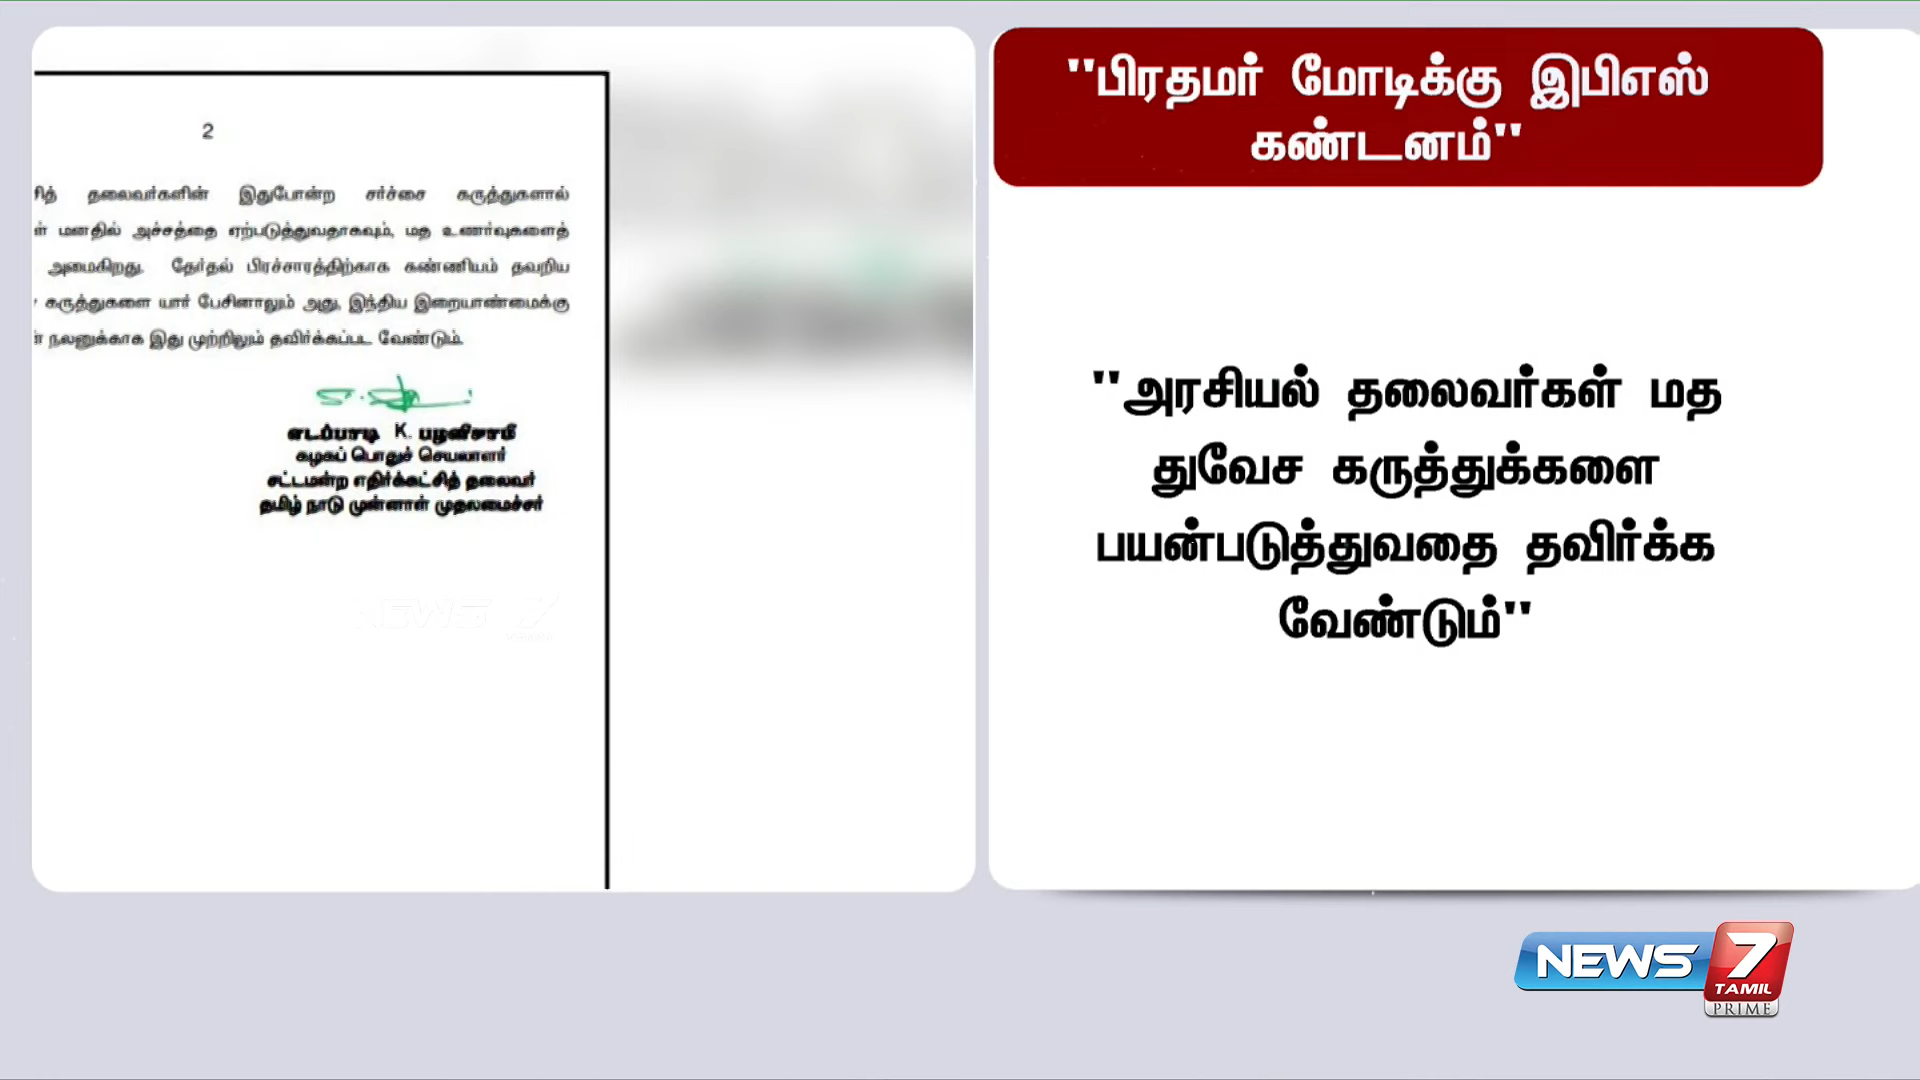 2
தலைவர்களின் இதுபோன்ற சர்ச்சை கருத்துகளால்
மனதில் அச்சத்தை ஏற்படுத்துவதாகவும், மத உணர்வுகளைத்
அமைகிறது. தேர்தல் பிரச்சாரத்திற்காக கண்ணியம் தவறிய
கருத்துகளை யார் பேசினாலும் அது, இந்திய இறையாண்மைக்கு
நலனுக்காக இது முற்றிலும் தவிர்க்கப்பட வேண்டும்.
எடப்பாடி K. பழனிசாமி
கழகப் பொதுச் செயலாளர்
சட்டமன்ற எதிர்க்கட்சித் தலைவர்
தமிழ் நாடு முன்னாள் முதலமைச்சர்
NEWS 7
"பிரதமர் மோடிக்கு இபிஎஸ்
கண்டனம்"
"அரசியல் தலைவர்கள் மத
துவேச கருத்துக்களை
பயன்படுத்துவதை தவிர்க்க
வேண்டும்"
NEWS 7
TAMIL
PRIME